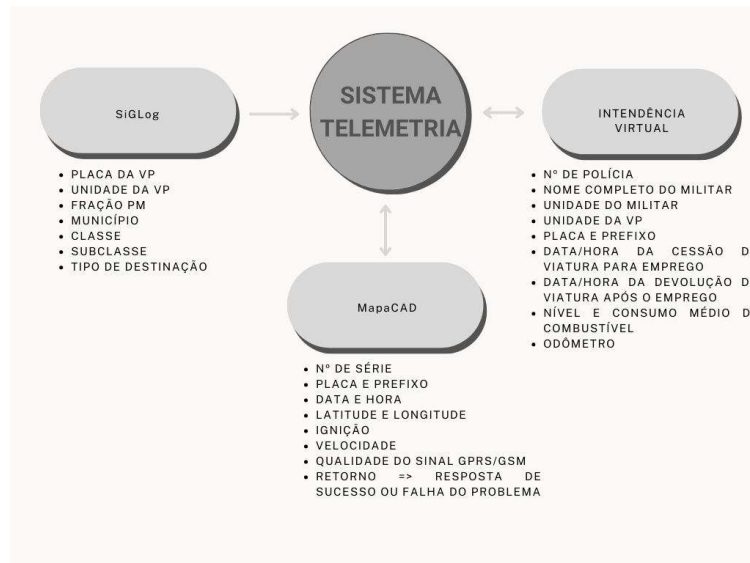 SiGLog
SISTEMA
TELEMETRIA
INTENDÊNCIA
VIRTUAL
• PLACA DA VP
• UNIDADE DA VP
• FRAÇÃO PM
• MUNICÍPIO
• CLASSE
• SUBCLASSE
• TIPO DE DESTINAÇÃO
• Nº DE POLÍCIA
• NOME COMPLETO DO MILITAR
• UNIDADE DO MILITAR
• UNIDADE DA VP
• PLACA E PREFIXO
• DATA/HORA DA CESSÃO D
VIATURA PARA EMPREGO
• DATA/HORA DA DEVOLUÇÃO D
VIATURA APÓS O EMPREGO
• NÍVEL E CONSUMO MÉDIO D
COMBUSTÍVEL
• ODÔMETRO
MapaCAD
• Nº DE SÉRIE
• PLACA E PREFIXO
• DATA E HORA
• LATITUDE E LONGITUDE
• IGNIÇÃO
• VELOCIDADE
• QUALIDADE DO SINAL GPRS/GSM
• RETORNO => RESPOSTA DE
SUCESSO OU FALHA DO PROBLEMA